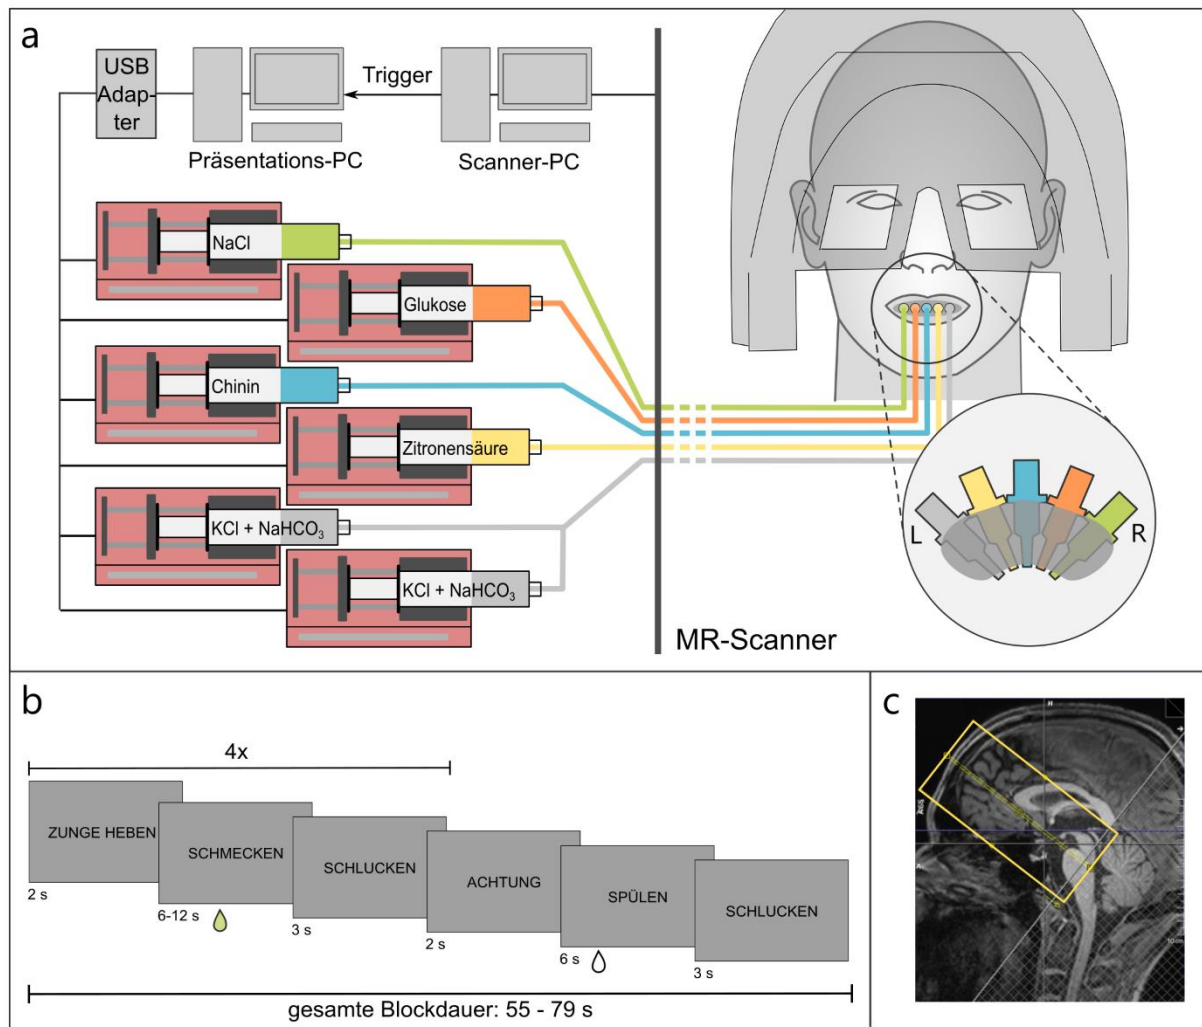 a
USB
Adap-
ter
Trigger
Präsentations-PC
Scanner-PC
NaCl
Glukose
Chinin
Zitronensäure
KCl + NaHCO₃
KCl + NaHCO₃
L
R
MR-Scanner
b
4x
ZUNGE HEBEN
SCHMECKEN
SCHLUCKEN
ACHTUNG
SPÜLEN
SCHLUCKEN
2 s
6-12 s
3 s
2 s
6 s
3 s
gesamte Blockdauer: 55 - 79 s
c
H
10cm